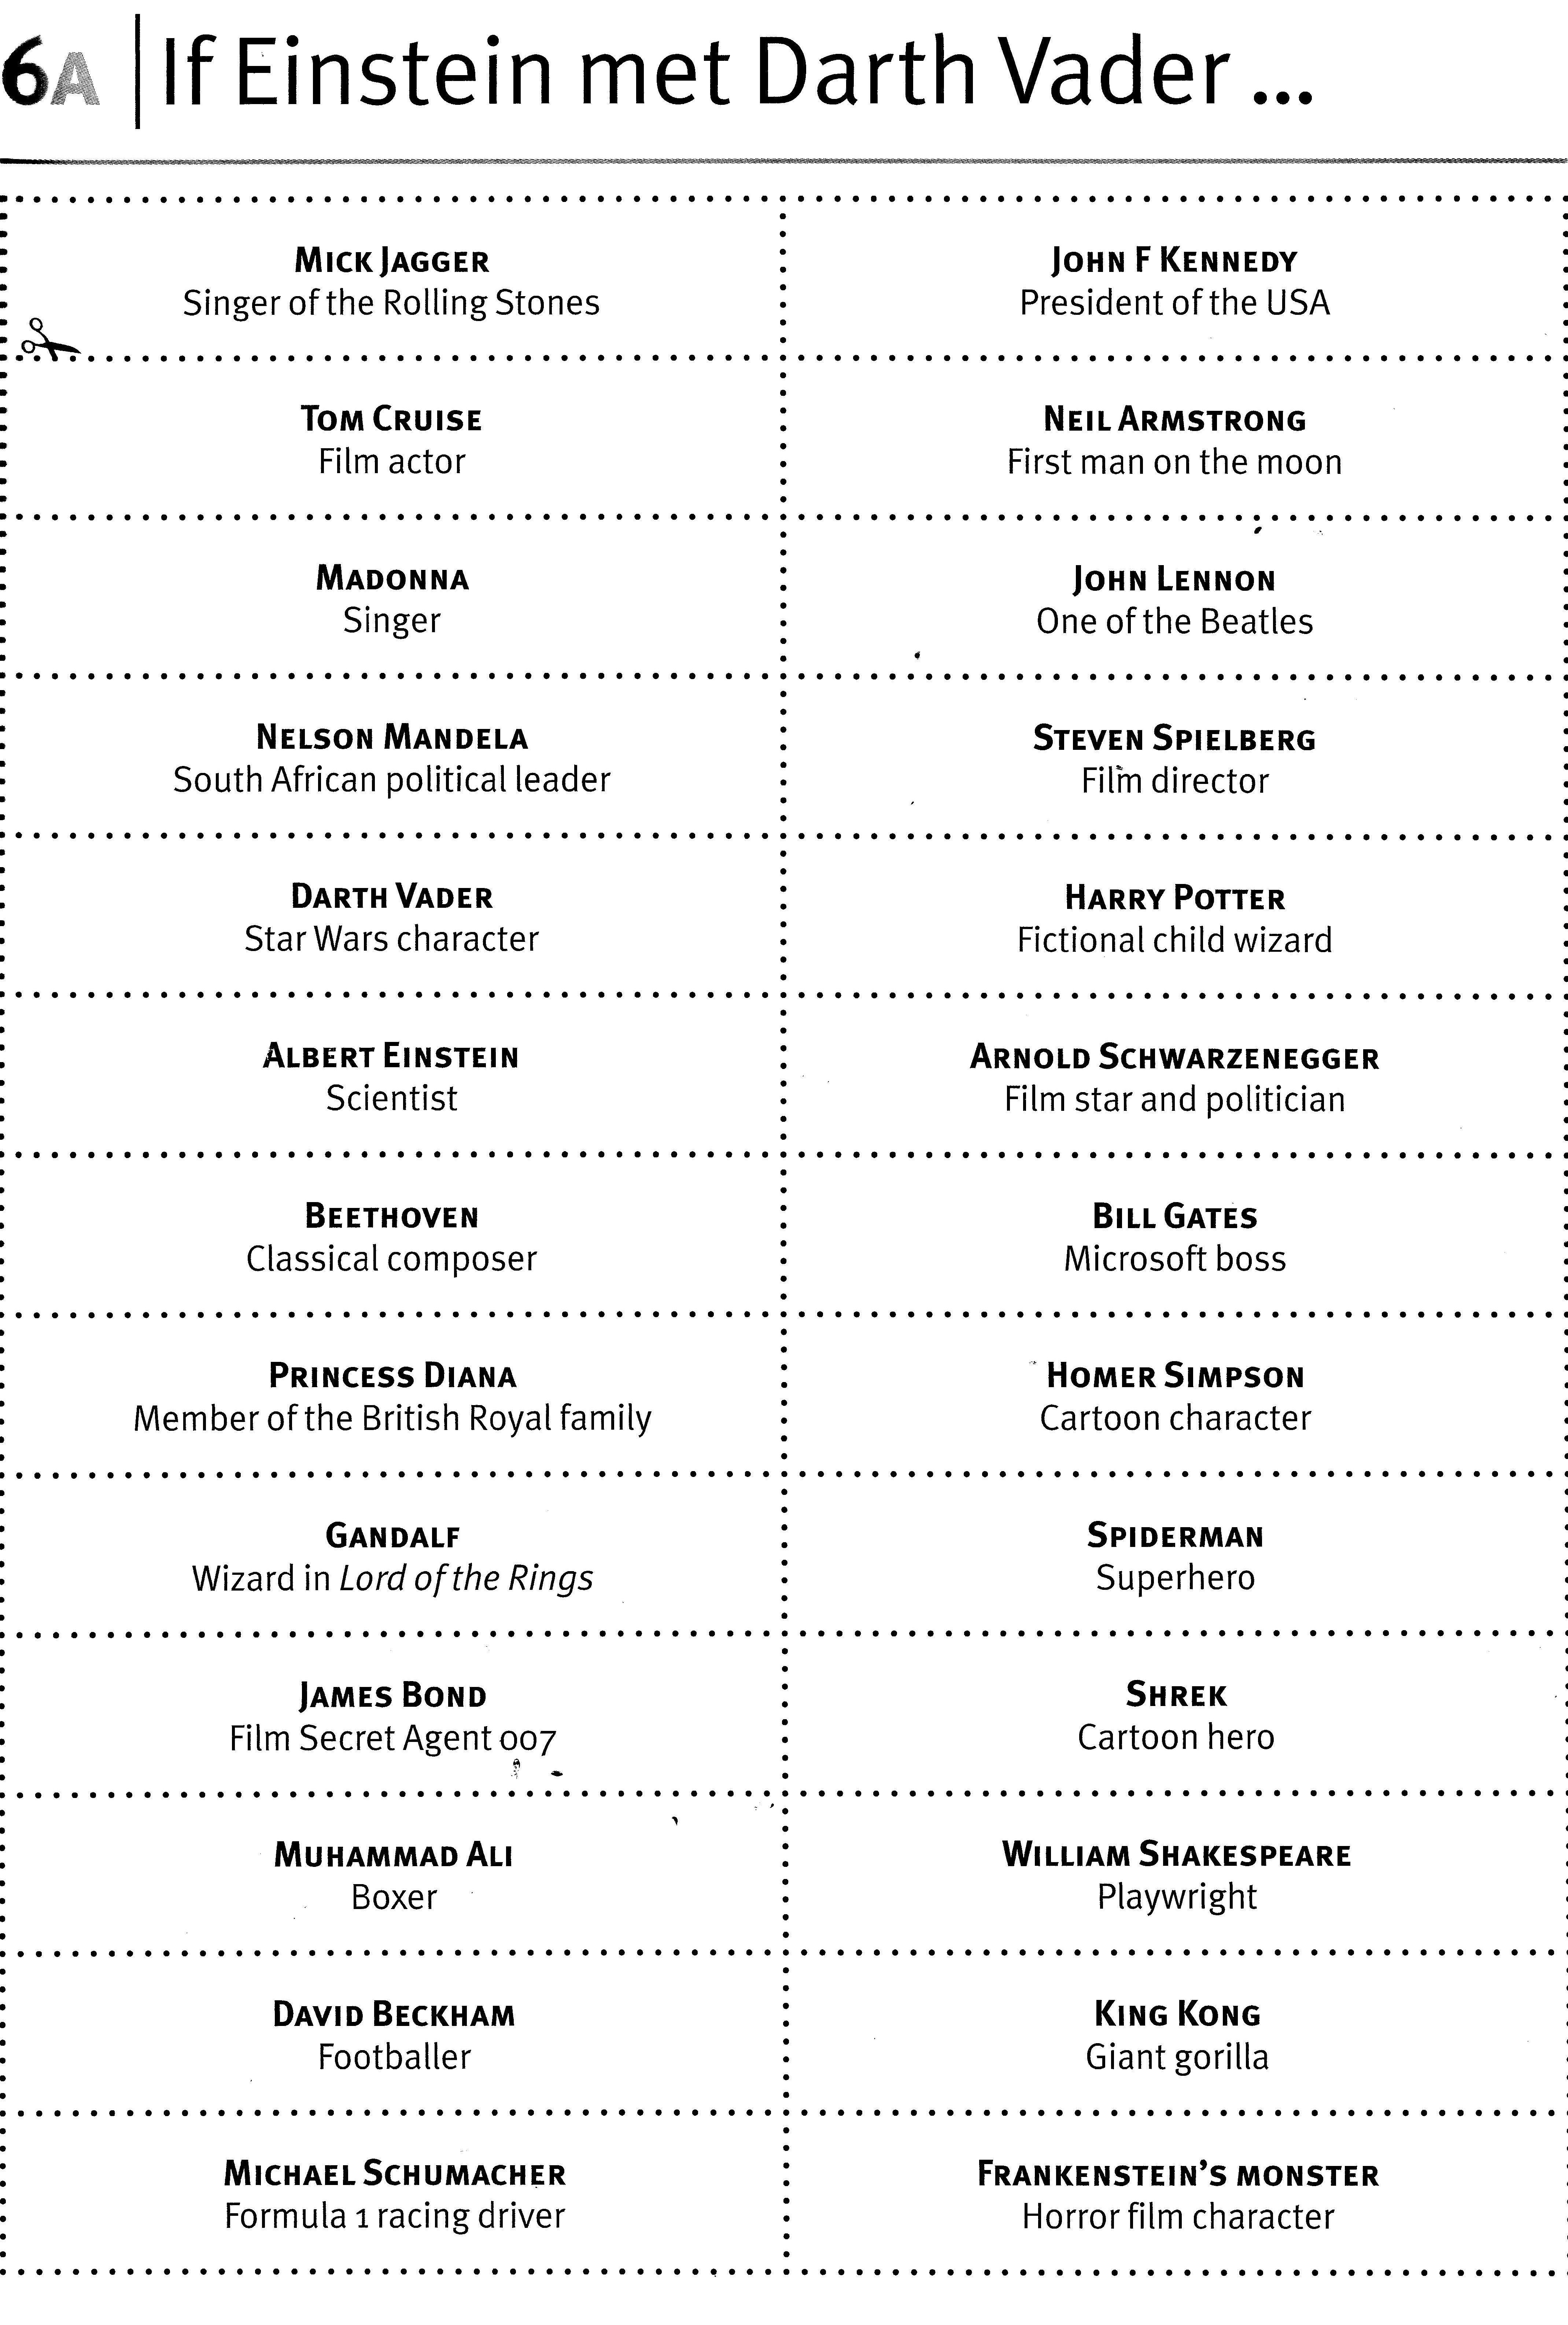 6A If Einstein met Darth Vader ...
MICK JAGGER
Singer of the Rolling Stones
JOHN F KENNEDY
President of the USA
TOM CRUISE
Film actor
NEIL ARMSTRONG
First man on the moon
MADONNA
Singer
JOHN LENNON
One of the Beatles
NELSON MANDELA
South African political leader
STEVEN SPIELBERG
Film director
DARTH VADER
Star Wars character
HARRY POTTER
Fictional child wizard
ALBERT EINSTEIN
Scientist
ARNOLD SCHWARZENEGGER
Film star and politician
BEETHOVEN
Classical composer
BILL GATES
Microsoft boss
PRINCESS DIANA
Member of the British Royal family
HOMER SIMPSON
Cartoon character
GANDALF
Wizard in Lord of the Rings
SPIDERMAN
Superhero
JAMES BOND
Film Secret Agent 007
SHREK
Cartoon hero
MUHAMMAD ALI
Boxer
WILLIAM SHAKESPEARE
Playwright
DAVID BECKHAM
Footballer
KING KONG
Giant gorilla
MICHAEL SCHUMACHER
Formula 1 racing driver
FRANKENSTEIN'S MONSTER
Horror film character